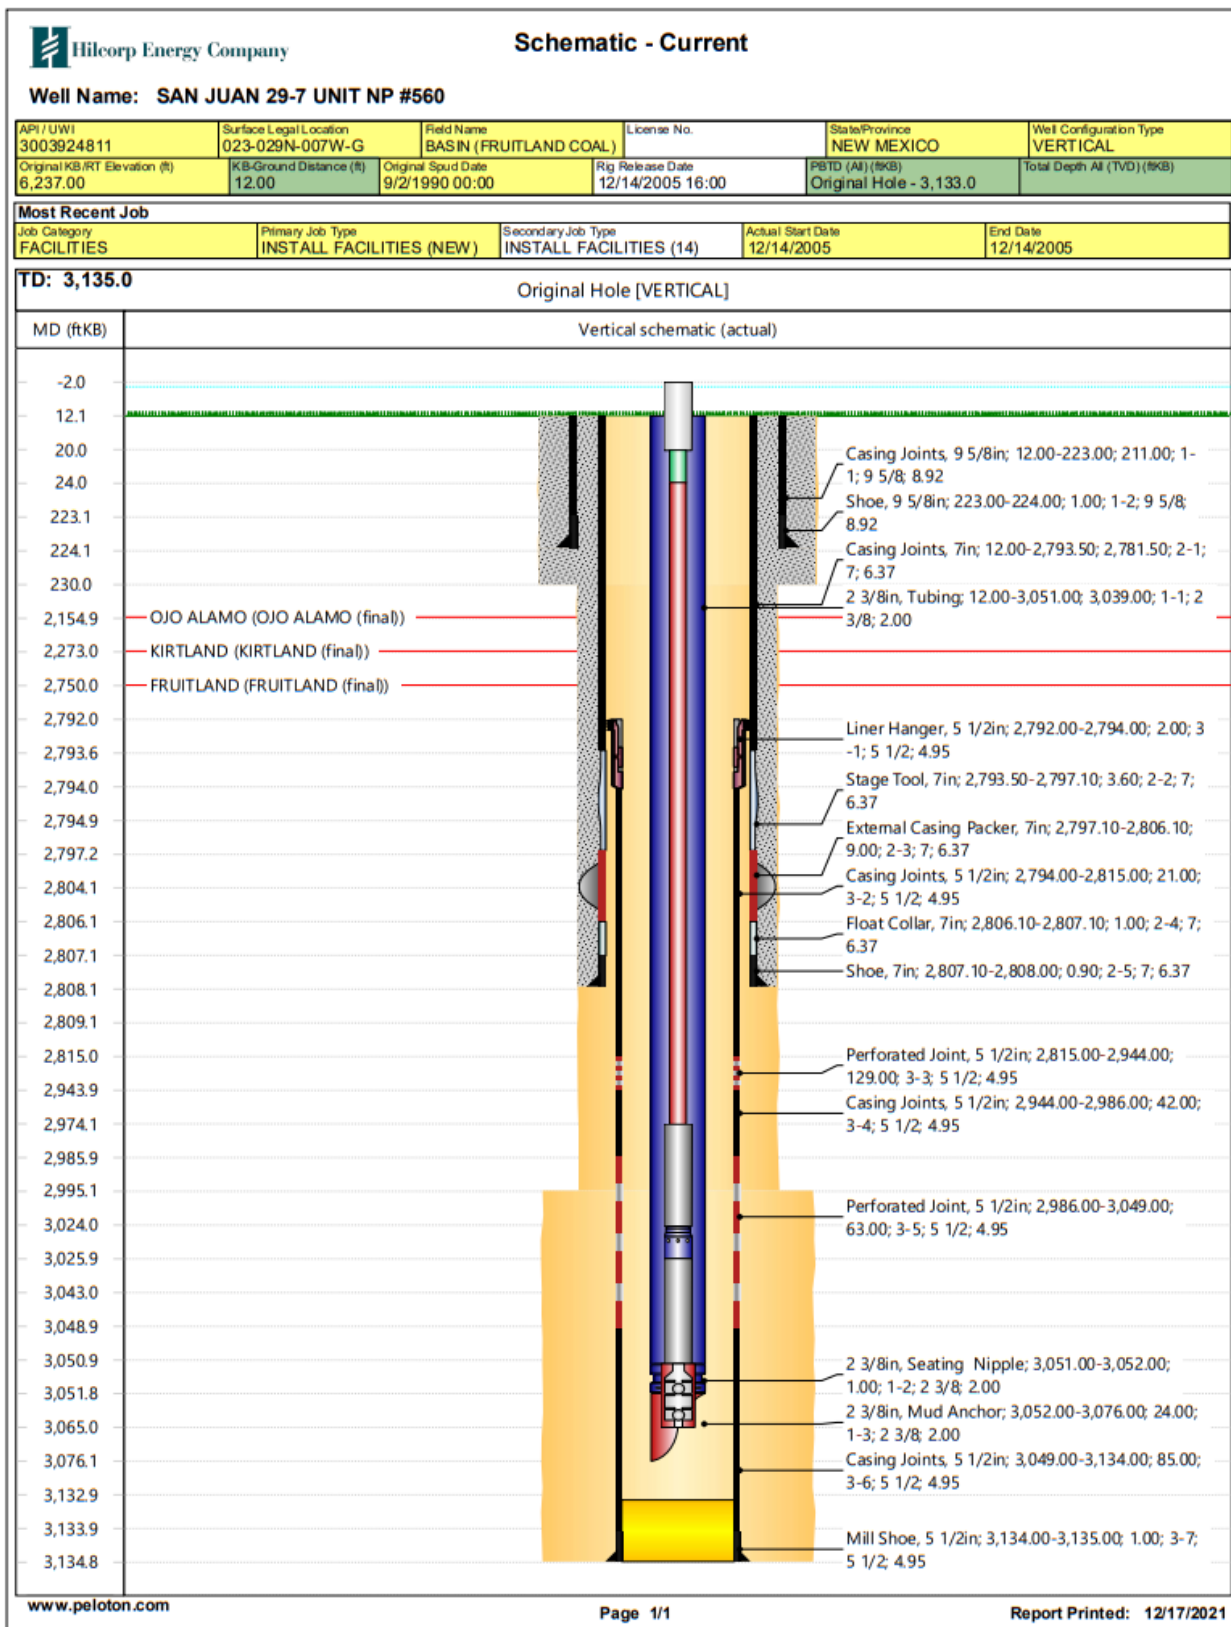 Hilcorp Energy Company
Schematic - Current
Well Name: SAN JUAN 29-7 UNIT NP #560
API / UWI
3003924811
Surface Legal Location
023-029N-007W-G
Field Name
BASIN (FRUITLAND COAL)
License No.
State/Province
NEW MEXICO
Well Configuration Type
VERTICAL
Original KB/RT Elevation (ft)
6,237.00
KB-Ground Distance (ft)
12.00
Original Spud Date
9/2/1990 00:00
Rig Release Date
12/14/2005 16:00
PBTD (All) (ftKB)
Original Hole - 3,133.0
Total Depth All (TVD) (ftKB)
Most Recent Job
Job Category
FACILITIES
Primary Job Type
INSTALL FACILITIES (NEW)
Secondary Job Type
INSTALL FACILITIES (14)
Actual Start Date
12/14/2005
End Date
12/14/2005
TD: 3,135.0
Original Hole [VERTICAL]
MD (ftKB)
Vertical schematic (actual)
-2.0
12.1
20.0
24.0
223.1
224.1
230.0
2,154.9
2,273.0
2,750.0
2,792.0
2,793.6
2,794.0
2,794.9
2,797.2
2,804.1
2,806.1
2,807.1
2,808.1
2,809.1
2,815.0
2,943.9
2,974.1
2,985.9
2,995.1
3,024.0
3,025.9
3,043.0
3,048.9
3,050.9
3,051.8
3,065.0
3,076.1
3,132.9
3,133.9
3,134.8
OJO ALAMO (OJO ALAMO (final))
KIRTLAND (KIRTLAND (final))
FRUITLAND (FRUITLAND (final))
Casing Joints, 9 5/8in; 12.00-223.00; 211.00; 1-
1; 9 5/8; 8.92
Shoe, 9 5/8in; 223.00-224.00; 1.00; 1-2; 9 5/8;
8.92
Casing Joints, 7in; 12.00-2,793.50; 2,781.50; 2-1;
7; 6.37
2 3/8in, Tubing; 12.00-3,051.00; 3,039.00; 1-1; 2
3/8; 2.00
Liner Hanger, 5 1/2in; 2,792.00-2,794.00; 2.00; 3
-1; 5 1/2; 4.95
Stage Tool, 7in; 2,793.50-2,797.10; 3.60; 2-2; 7;
6.37
External Casing Packer, 7in; 2,797.10-2,806.10;
9.00; 2-3; 7; 6.37
Casing Joints, 5 1/2in; 2,794.00-2,815.00; 21.00;
3-2; 5 1/2; 4.95
Float Collar, 7in; 2,806.10-2,807.10; 1.00; 2-4; 7;
6.37
Shoe, 7in; 2,807.10-2,808.00; 0.90; 2-5; 7; 6.37
Perforated Joint, 5 1/2in; 2,815.00-2,944.00;
129.00; 3-3; 5 1/2; 4.95
Casing Joints, 5 1/2in; 2,944.00-2,986.00; 42.00;
3-4; 5 1/2; 4.95
Perforated Joint, 5 1/2in; 2,986.00-3,049.00;
63.00; 3-5; 5 1/2; 4.95
2 3/8in, Seating Nipple; 3,051.00-3,052.00;
1.00; 1-2; 2 3/8; 2.00
2 3/8in, Mud Anchor; 3,052.00-3,076.00; 24.00;
1-3; 2 3/8; 2.00
Casing Joints, 5 1/2in; 3,049.00-3,134.00; 85.00;
3-6; 5 1/2; 4.95
Mill Shoe, 5 1/2in; 3,134.00-3,135.00; 1.00; 3-7;
5 1/2; 4.95
www.peloton.com
Page 1/1
Report Printed: 12/17/2021